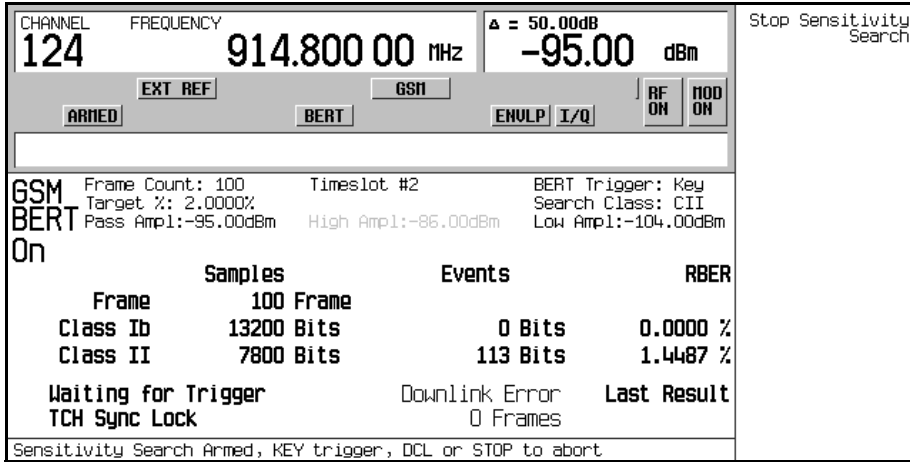 CHANNEL FREQUENCY Δ = 50.00dB
124 914.800 00 MHz -95.00 dBm
Stop Sensitivity
Search
EXT REF GSM RF ON MOD ON
ARMED BERT ENVLP I/Q
GSM BERT On
Frame Count: 100 Timeslot #2 BERT Trigger: Key
Target %: 2.0000% Search Class: CII
Pass Ampl:-95.00dBm High Ampl:-86.00dBm Low Ampl:-104.00dBm
Samples Events RBER
Frame 100 Frame
Class Ib 13200 Bits 0 Bits 0.0000 %
Class II 7800 Bits 113 Bits 1.4487 %
Waiting for Trigger Downlink Error Last Result
TCH Sync Lock 0 Frames
Sensitivity Search Armed, KEY trigger, DCL or STOP to abort